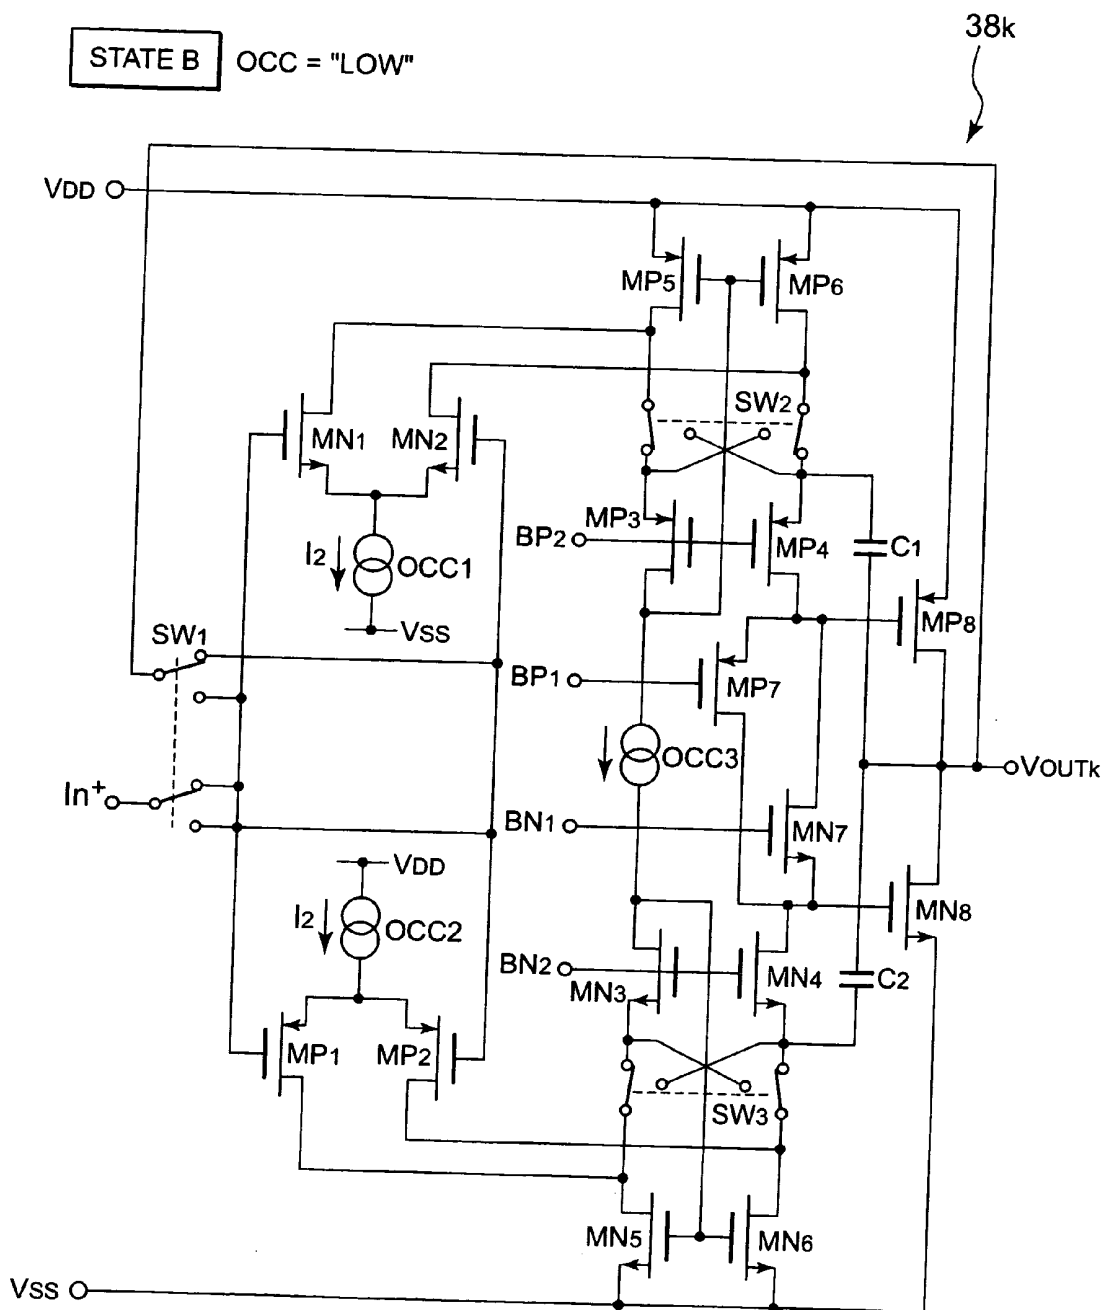 STATE B OCC = "LOW"
38k
VDD
MP5 MP6
SW2
MN1 MN2
MP3
BP2 MP4 C1
I2 OCC1
VSS
MP8
SW1
BP1 MP7
OCC3
VOUTk
In+
BN1 MN7
VDD
I2 OCC2
MN8
BN2 MN3 MN4 C2
MP1 MP2
SW3
MN5 MN6
VSS